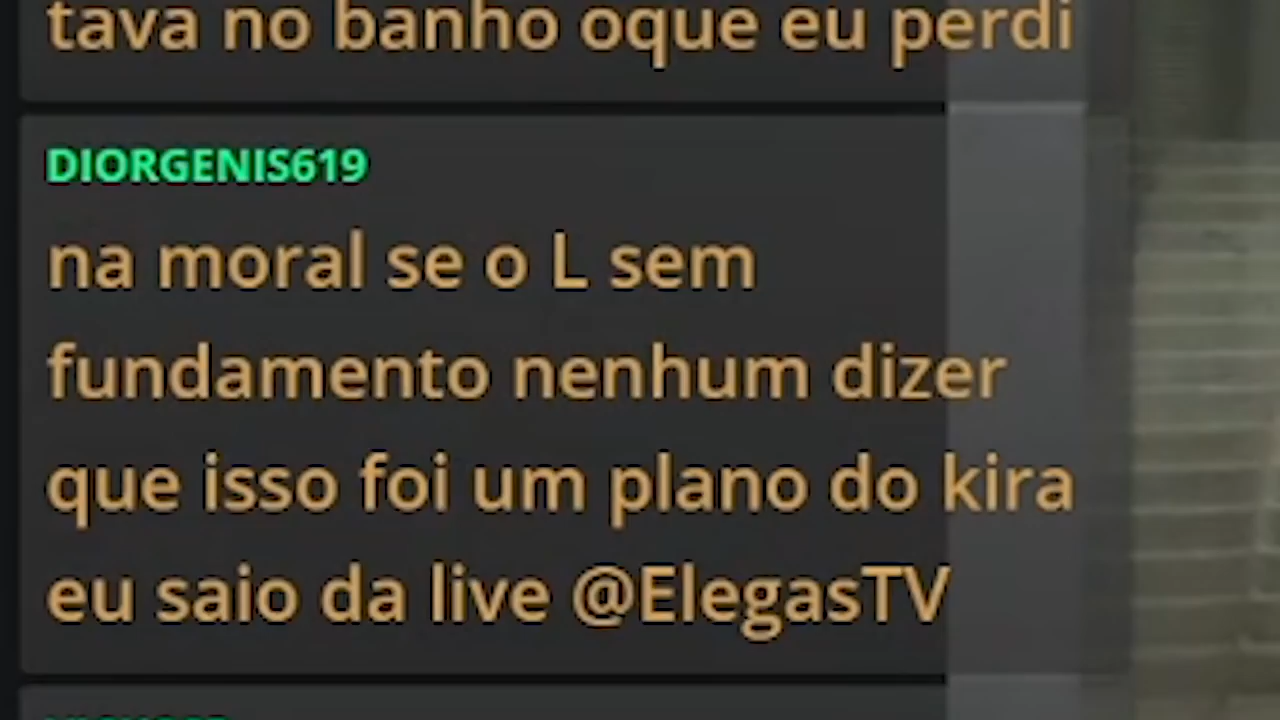 tava no banho oque eu perdi
DIORGENIS619
na moral se o L sem
fundamento nenhum dizer
que isso foi um plano do kira
eu saio da live @ElegasTV